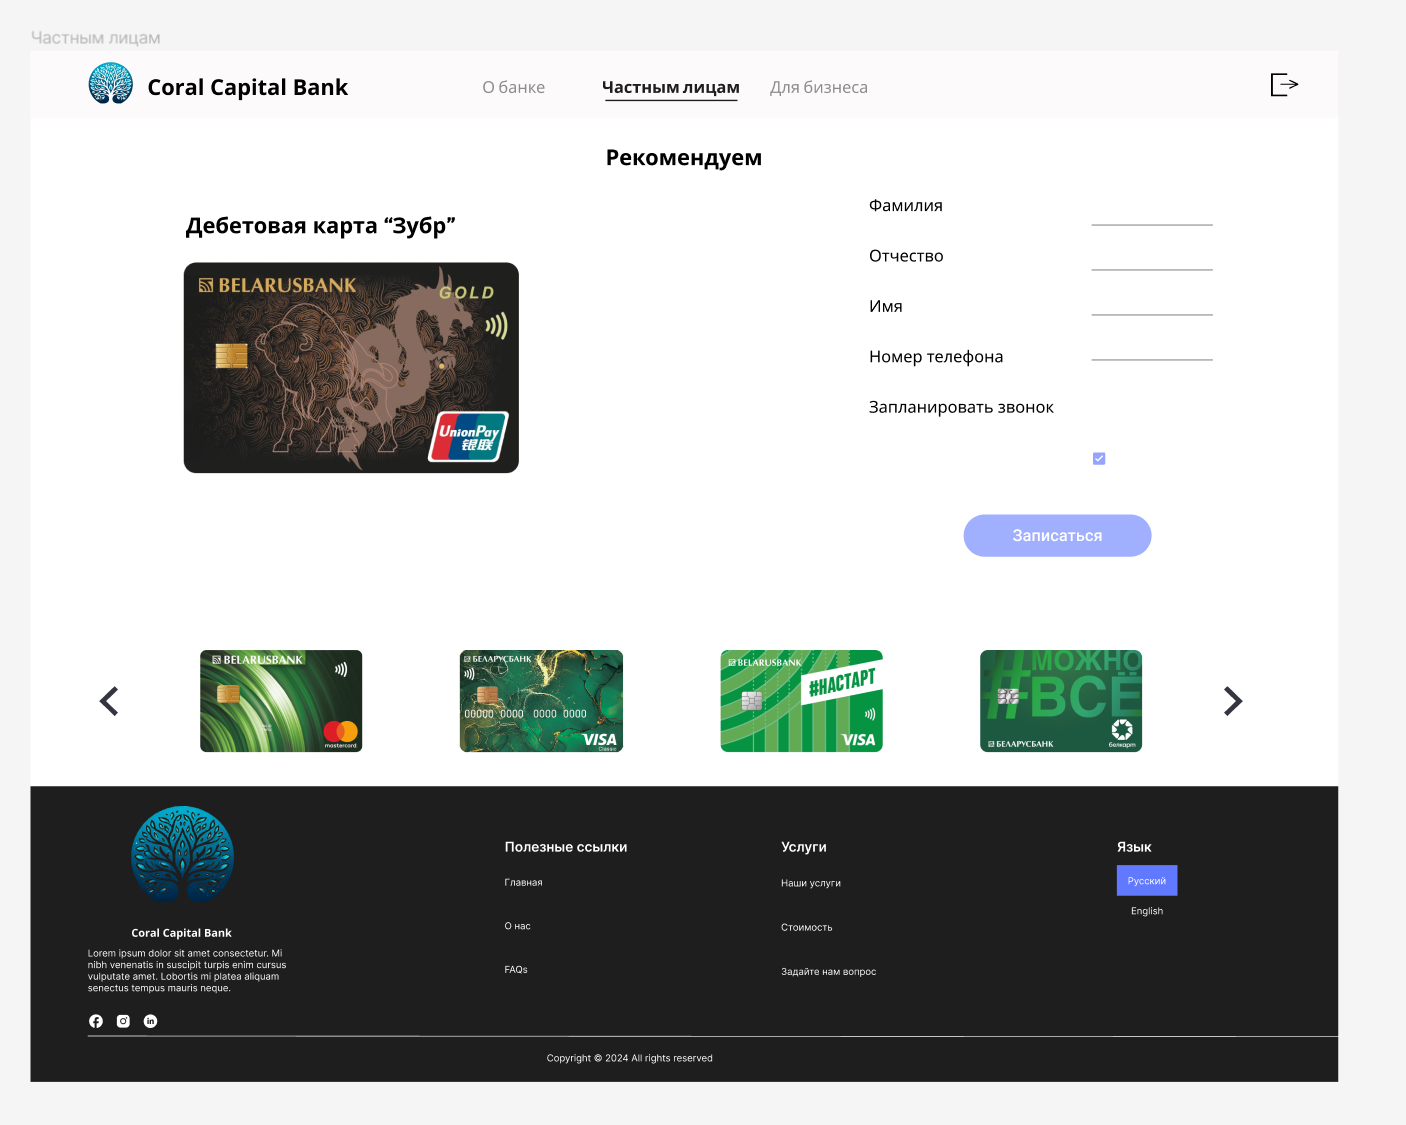 Частным лицам
Coral Capital Bank
О банке
Частным лицам
Для бизнеса
Рекомендуем
Дебетовая карта “Зубр”
BELARUSBANK
GOLD
UnionPay
银联
Фамилия
Отчество
Имя
Номер телефона
Запланировать звонок
Записаться
BELARUSBANK
mastercard
БЕЛАРУСБАНК
0000 0000 0000 0000
VISA
Classic
BELARUSBANK
#НАСТАРТ
VISA
#МОЖНО
ВСЁ
БЕЛАРУСБАНК
белкарт
Coral Capital Bank
Lorem ipsum dolor sit amet consectetur. Mi
nibh venenatis in suscipit turpis enim cursus
vulputate amet. Lobortis mi platea aliquam
senectus tempus mauris neque.
Полезные ссылки
Главная
О нас
FAQs
Услуги
Наши услуги
Стоимость
Задайте нам вопрос
Язык
Русский
English
Copyright © 2024 All rights reserved